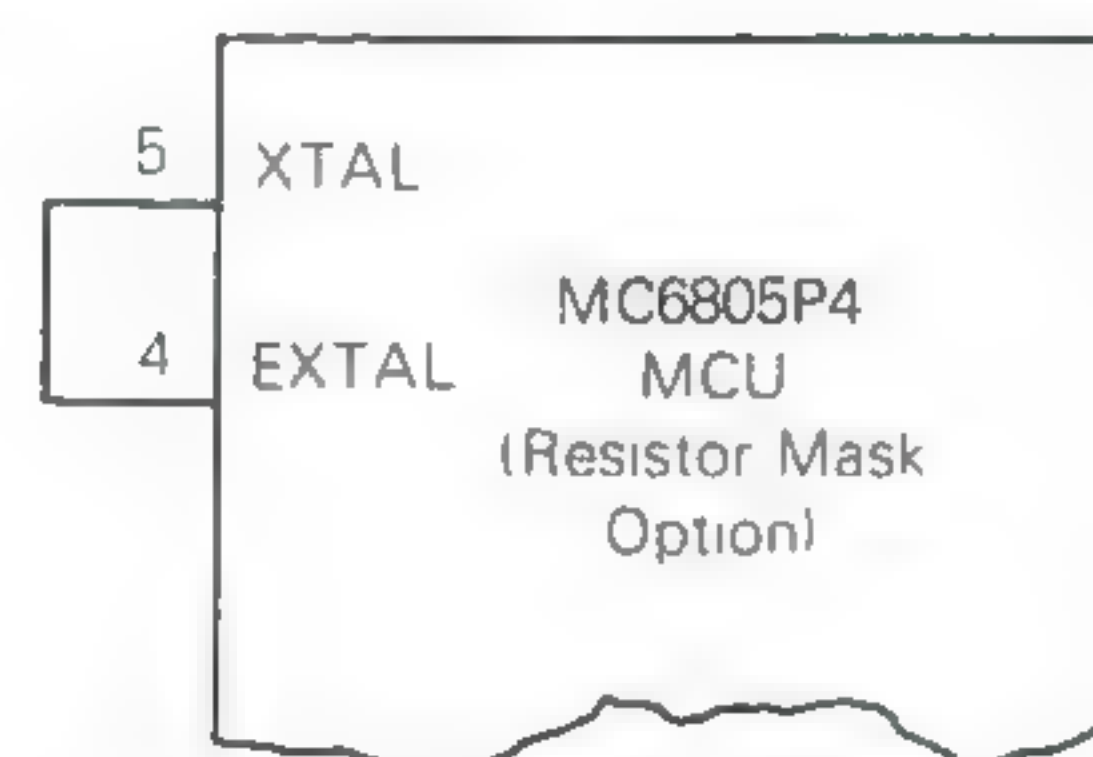 5 XTAL
4 EXTAL
MC6805P4
MCU
(Resistor Mask
Option)